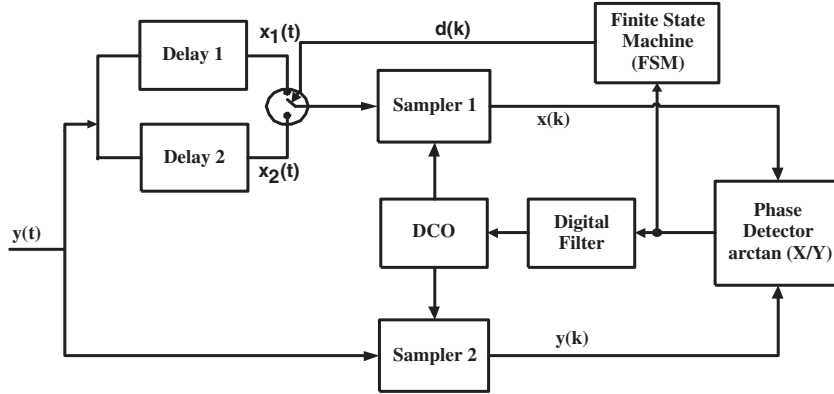 x1(t)
d(k)
Finite State
Machine
(FSM)
Delay 1
Sampler 1
x(k)
Delay 2
x2(t)
y(t)
DCO
Digital
Filter
Phase
Detector
arctan (X/Y)
Sampler 2
y(k)